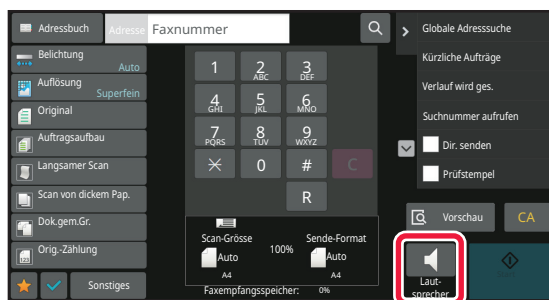 Adressbuch
Adresse
Faxnummer
Globale Adresssuche
Belichtung
Auto
Kürzliche Aufträge
Auflösung
Superfein
Verlauf wird ges.
Original
Suchnummer aufrufen
Auftragsaufbau
Dir. senden
Langsamer Scan
Prüfstempel
Scan von dickem Pap.
Dok.gem.Gr.
Orig.-Zählung
Sonstiges
1
2 ABC
3 DEF
4 GHI
5 JKL
6 MNO
7 PQRS
8 TUV
9 WXYZ
0
#
C
R
Scan-Grösse
100%
Sende-Format
Auto
Auto
A4
A4
Faxempfangsspeicher: 0%
Vorschau
CA
Laut-
sprecher